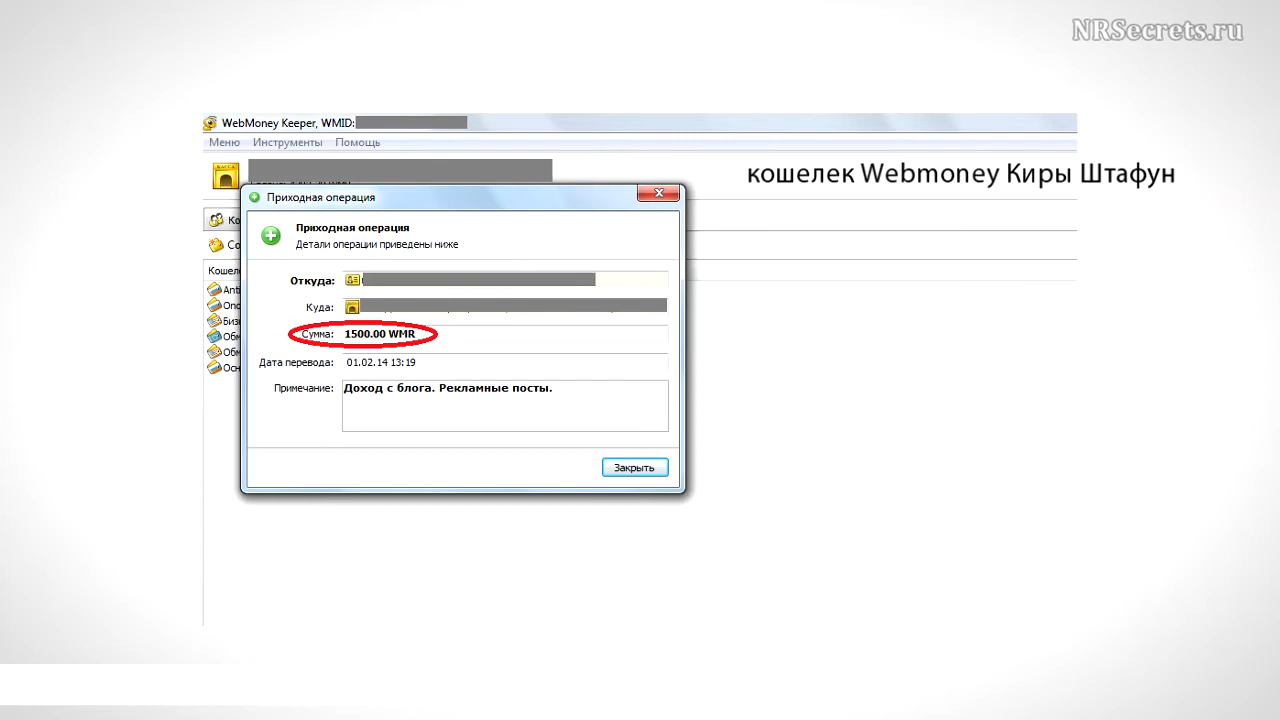 NRSecrets.ru
WebMoney Keeper, WMID:
Меню Инструменты Помощь
кошелек Webmoney Киры Штафун
КАССА
Приходная операция
Приходная операция
Детали операции приведены ниже
Откуда:
Куда:
Сумма: 1500.00 WMR
Дата перевода: 01.02.14 13:19
Примечание: Доход с блога. Рекламные посты.
Закрыть